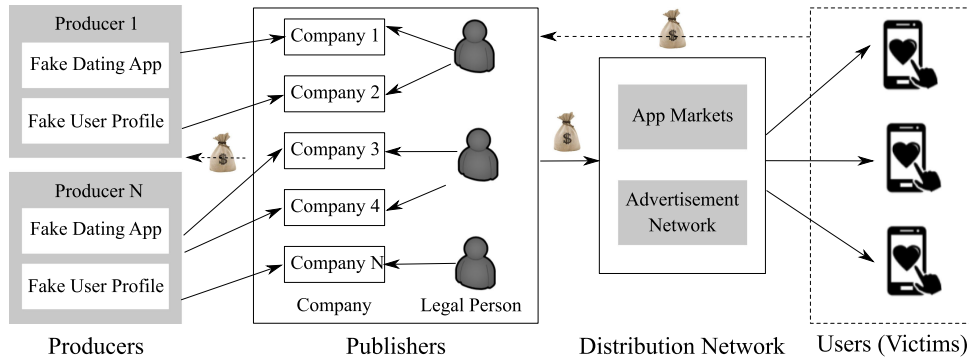 Producer 1
Fake Dating App
Fake User Profile
$
Producer N
Fake Dating App
Fake User Profile
Producers
Company 1
Company 2
Company 3
Company 4
Company N
Company
Legal Person
Publishers
$
$
App Markets
Advertisement
Network
Distribution Network
Users (Victims)